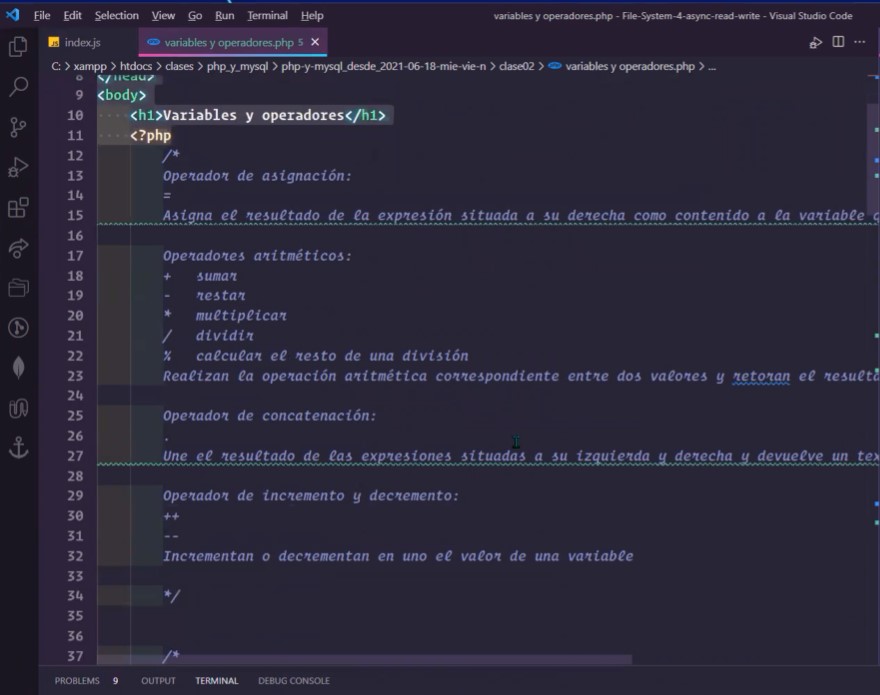 File Edit Selection View Go Run Terminal Help variables y operadores.php - File-System-4-async-read-write - Visual Studio Code
index.js variables y operadores.php 5
C: > xampp > htdocs > clases > php_y_mysql > php-y-mysql_desde_2021-06-18-mie-vie-n > clase02 > variables y operadores.php > ...
8 </head>
9 <body>
10 <h1>Variables y operadores</h1>
11 <?php
12 /*
13 Operador de asignación:
14 =
15 Asigna el resultado de la expresión situada a su derecha como contenido a la variable
16
17 Operadores aritméticos:
18 + sumar
19 - restar
20 * multiplicar
21 / dividir
22 % calcular el resto de una división
23 Realizan la operación aritmética correspondiente entre dos valores y retoran el resulta
24
25 Operador de concatenación:
26 .
27 Une el resultado de las expresiones situadas a su izquierda y derecha y devuelve un tex
28
29 Operador de incremento y decremento:
30 ++
31 --
32 Incrementan o decrementan en uno el valor de una variable
33
34 */
35
36
37 /*
PROBLEMS 9 OUTPUT TERMINAL DEBUG CONSOLE